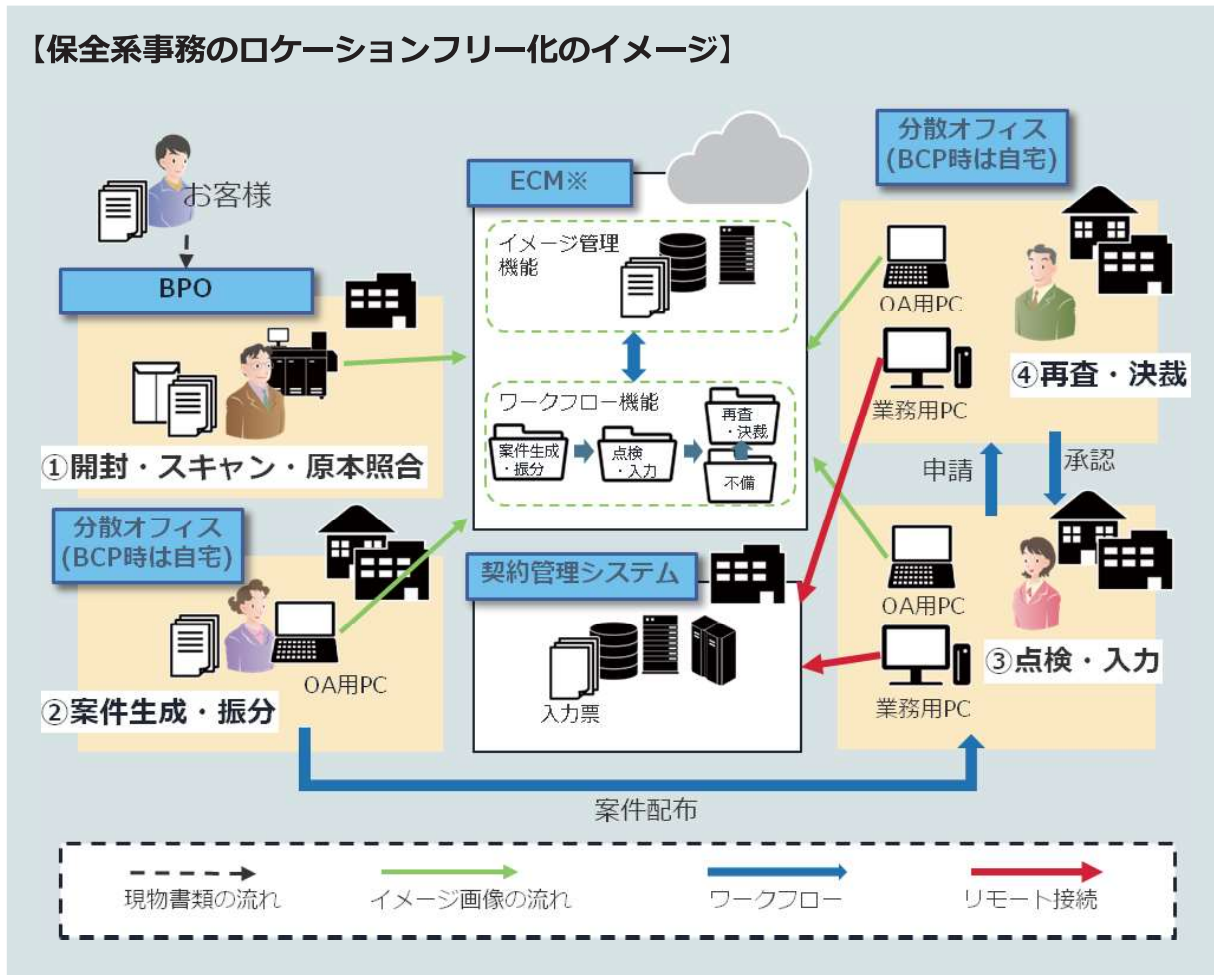 【保全系事務のロケーションフリー化のイメージ】
お客様
BPO
①開封・スキャン・原本照合
分散オフィス
(BCP時は自宅)
OA用PC
②案件生成・振分
ECM※
イメージ管理
機能
ワークフロー機能
案件生成
・振分
点検
・入力
再査
・決裁
不備
契約管理システム
入力票
分散オフィス
(BCP時は自宅)
OA用PC
業務用PC
④再査・決裁
申請
承認
OA用PC
業務用PC
③点検・入力
案件配布
現物書類の流れ
イメージ画像の流れ
ワークフロー
リモート接続